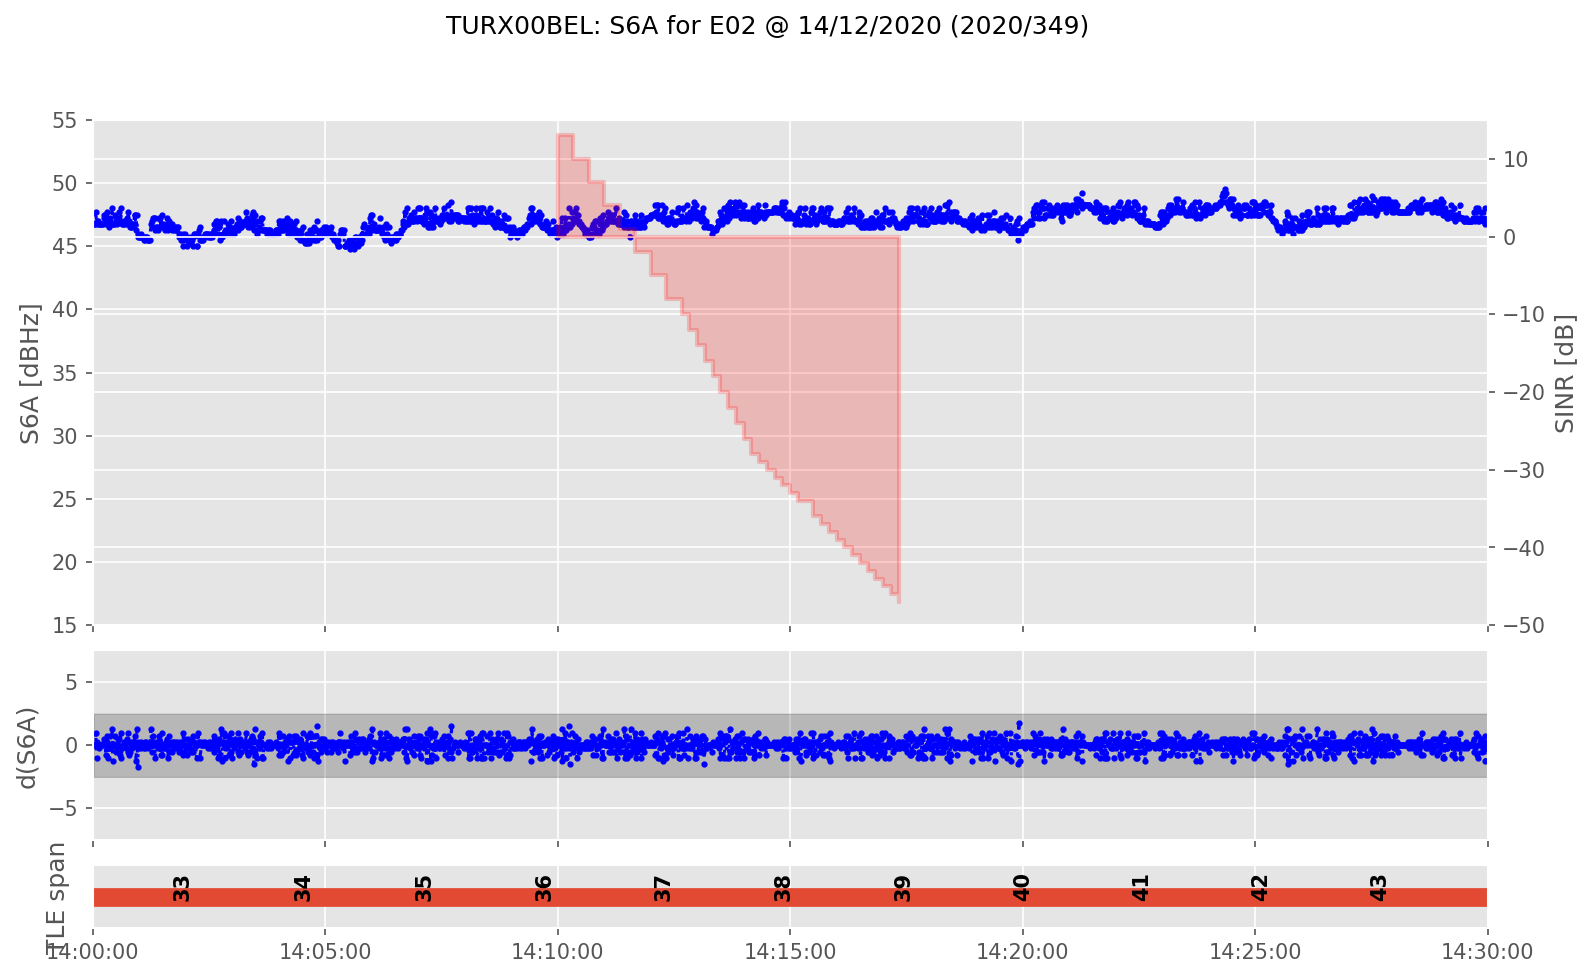 TURX00BEL: S6A for E02 @ 14/12/2020 (2020/349)
S6A [dBHz]
55
50
45
40
35
30
25
20
15
10
0
−10
−20
−30
−40
−50
SINR [dB]
d(S6A)
5
0
−5
TLE span
33 34 35 36 37 38 39 40 41 42 43
14:00:00 14:05:00 14:10:00 14:15:00 14:20:00 14:25:00 14:30:00